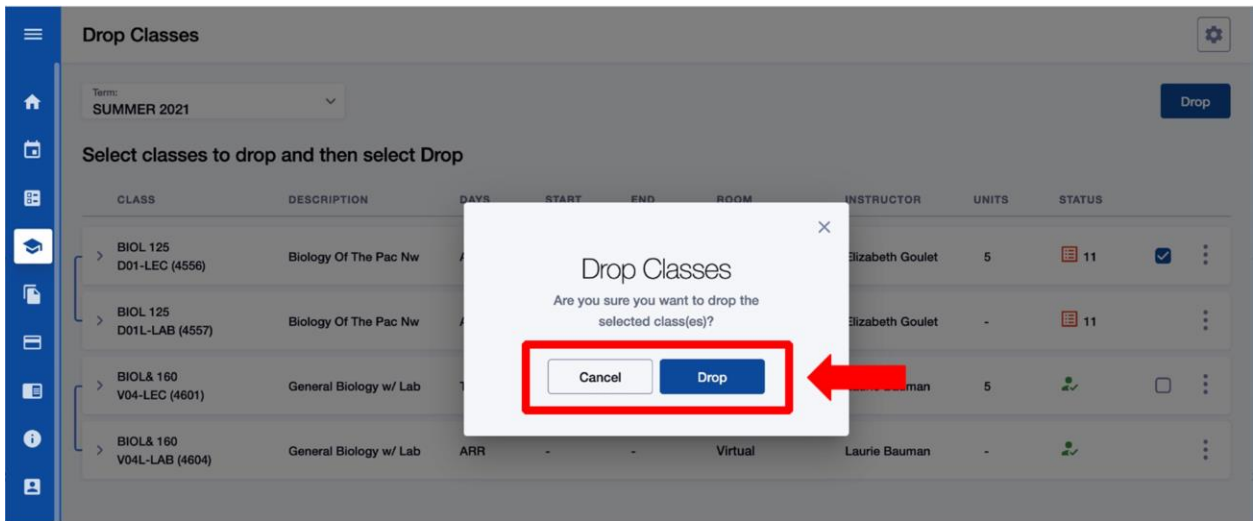 Drop Classes
Term:
SUMMER 2021
Drop
Select classes to drop and then select Drop
CLASS DESCRIPTION DAYS START END ROOM INSTRUCTOR UNITS STATUS
BIOL 125
D01-LEC (4556)
Biology Of The Pac Nw
Elizabeth Goulet
5
11
BIOL 125
D01L-LAB (4557)
Biology Of The Pac Nw
Elizabeth Goulet
-
11
BIOL& 160
V04-LEC (4601)
General Biology w/ Lab
5
BIOL& 160
V04L-LAB (4604)
General Biology w/ Lab
ARR
-
-
Virtual
Laurie Bauman
-
Drop Classes
Are you sure you want to drop the
selected class(es)?
Cancel
Drop